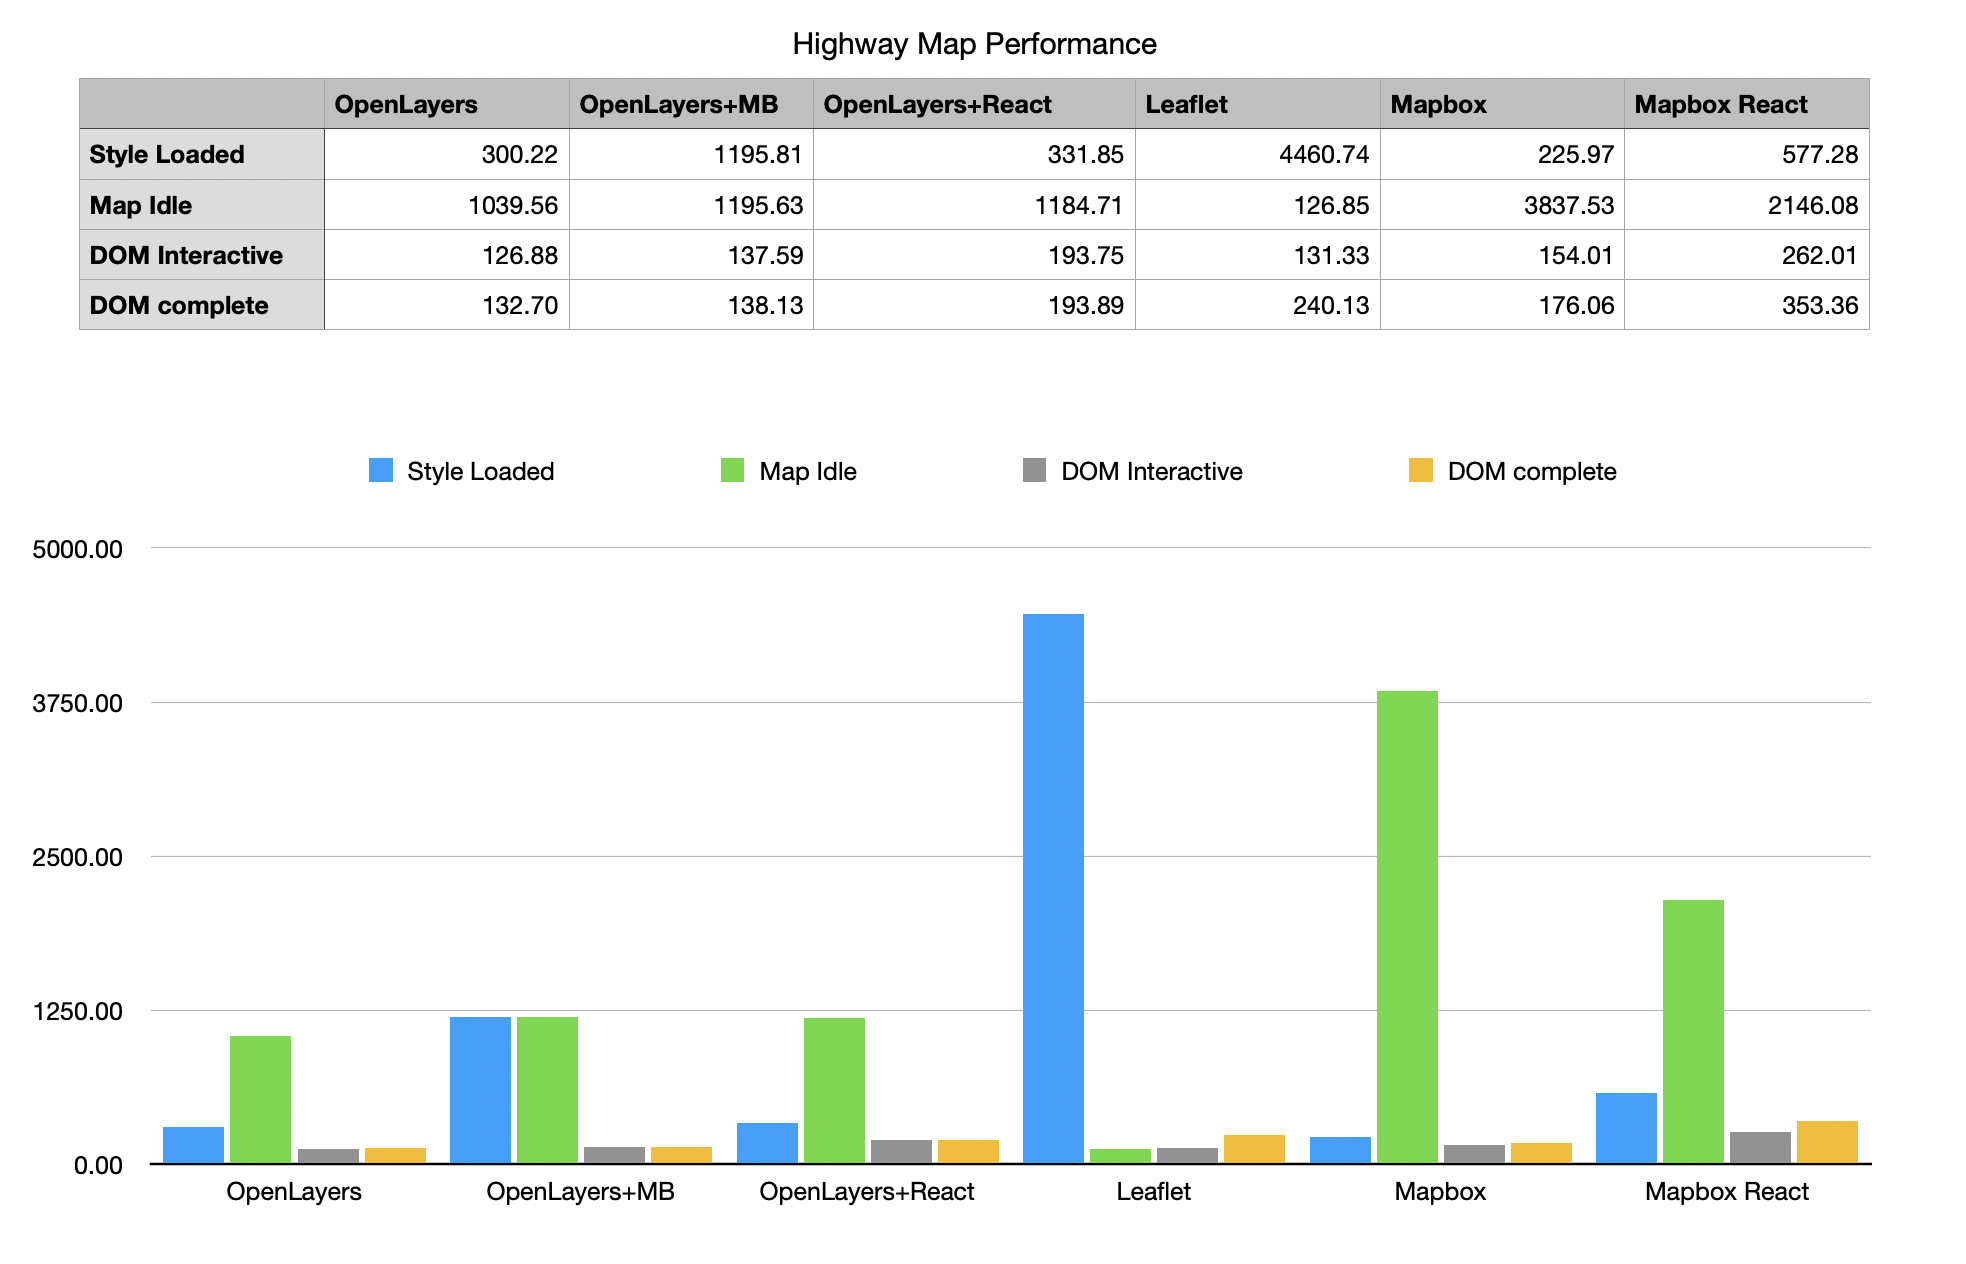 Highway Map Performance
OpenLayers OpenLayers+MB OpenLayers+React Leaflet Mapbox Mapbox React
Style Loaded 300.22 1195.81 331.85 4460.74 225.97 577.28
Map Idle 1039.56 1195.63 1184.71 126.85 3837.53 2146.08
DOM Interactive 126.88 137.59 193.75 131.33 154.01 262.01
DOM complete 132.70 138.13 193.89 240.13 176.06 353.36
Style Loaded Map Idle DOM Interactive DOM complete
5000.00
3750.00
2500.00
1250.00
0.00
OpenLayers OpenLayers+MB OpenLayers+React Leaflet Mapbox Mapbox React